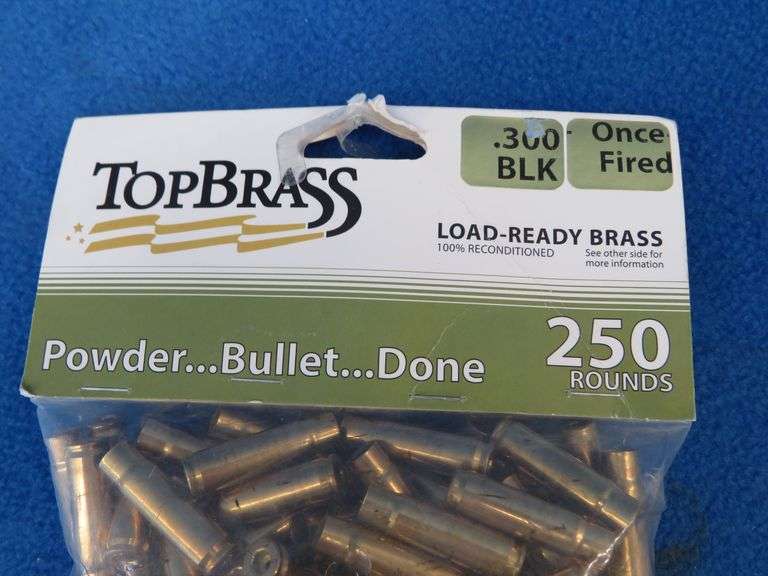 TOPBRASS
.300 BLK
Once Fired
LOAD-READY BRASS
100% RECONDITIONED
See other side for
more information
Powder...Bullet...Done
250
ROUNDS